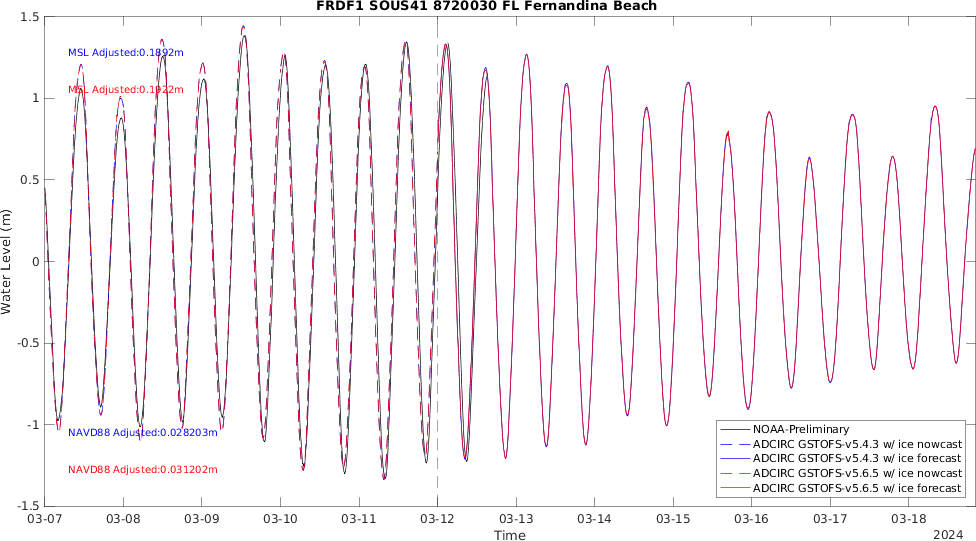 FRDF1 SOUS41 8720030 FL Fernandina Beach
1.5
MSL Adjusted:0.1892m
1
MSL Adjusted:0.1922m
0.5
0
Water Level (m)
-0.5
-1
NAVD88 Adjusted:0.028203m
NAVD88 Adjusted:0.031202m
-1.5
NOAA-Preliminary
ADCIRC GSTOFS-v5.4.3 w/ ice nowcast
ADCIRC GSTOFS-v5.4.3 w/ ice forecast
ADCIRC GSTOFS-v5.6.5 w/ ice nowcast
ADCIRC GSTOFS-v5.6.5 w/ ice forecast
03-07 03-08 03-09 03-10 03-11 03-12 03-13 03-14 03-15 03-16 03-17 03-18
Time
2024